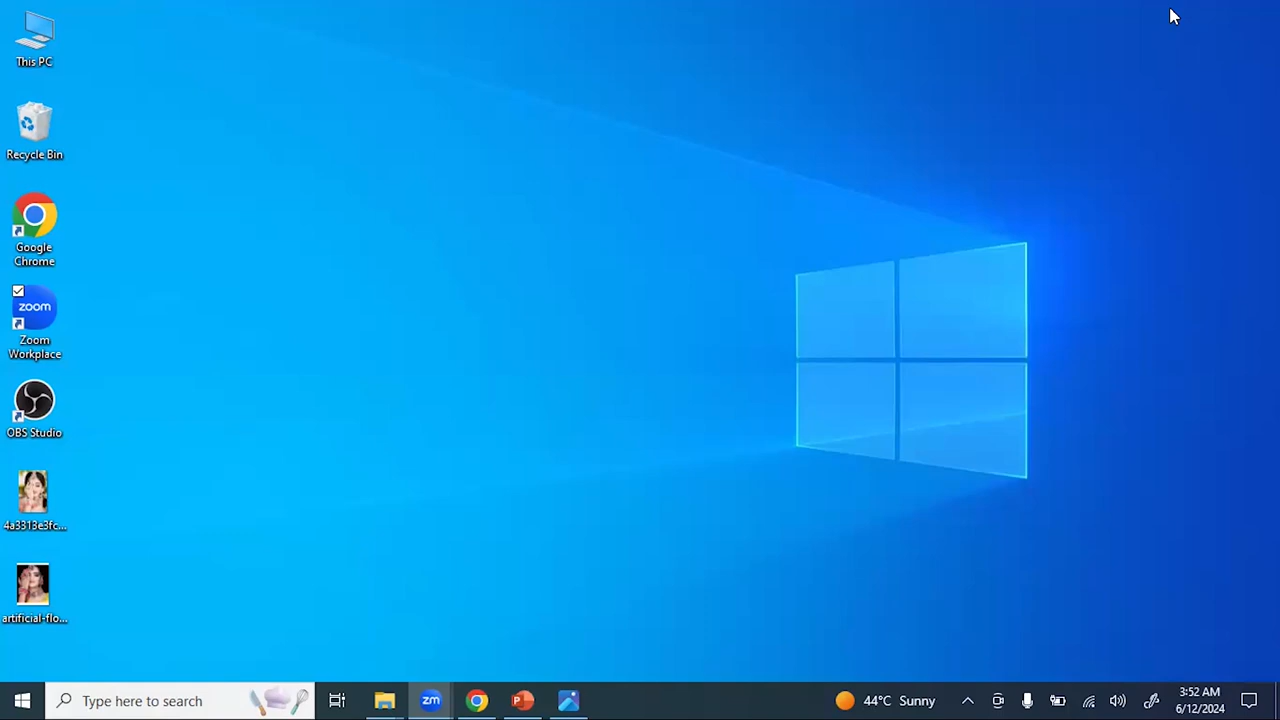 This PC
Recycle Bin
Google
Chrome
zoom
Zoom
Workplace
OBS Studio
4a3313e3fc...
artificial-flo...
Type here to search
zm
P
44°C Sunny
3:52 AM
6/12/2024